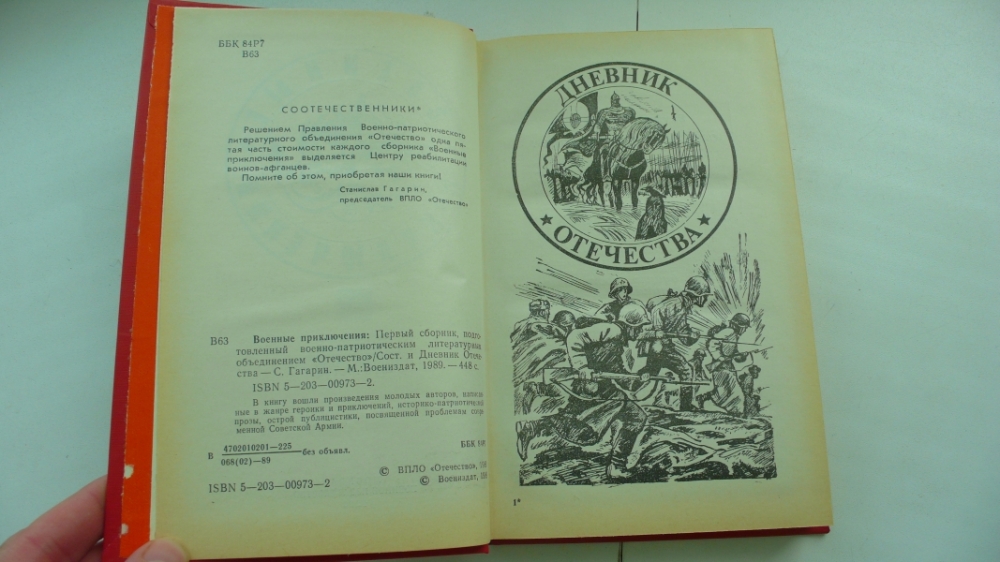 ББК 84Р7
В63
СООТЕЧЕСТВЕННИКИ*
Решением Правления Военно-патриотического
литературного объединения «Отечество» одна пя-
тая часть стоимости каждого сборника «Военные
приключения» выделяется Центру реабилитации
воинов-афганцев.
Помните об этом, приобретая наши книги!
Станислав Гагарин,
председатель ВПЛО «Отечество»
В63 Военные приключения: Первый сборник, подго-
товленный военно-патриотическим литературным
объединением «Отечество»/Сост. и Дневник Отече-
ства — С. Гагарин. — М.:Воениздат, 1989. — 448 с.
ISBN 5—203—00973—2.
В книгу вошли произведения молодых авторов, написан-
ные в жанре героики и приключений, историко-патриотической
прозы, острой публицистики, посвященной проблемам совре-
менной Советской Армии.
В 4702010201—225 без объявл.
068(02)—89
ББК
© ВПЛО «Отечество»,
© Воениздат,
ISBN 5—203—00973—2
ДНЕВНИК
ОТЕЧЕСТВА
1*